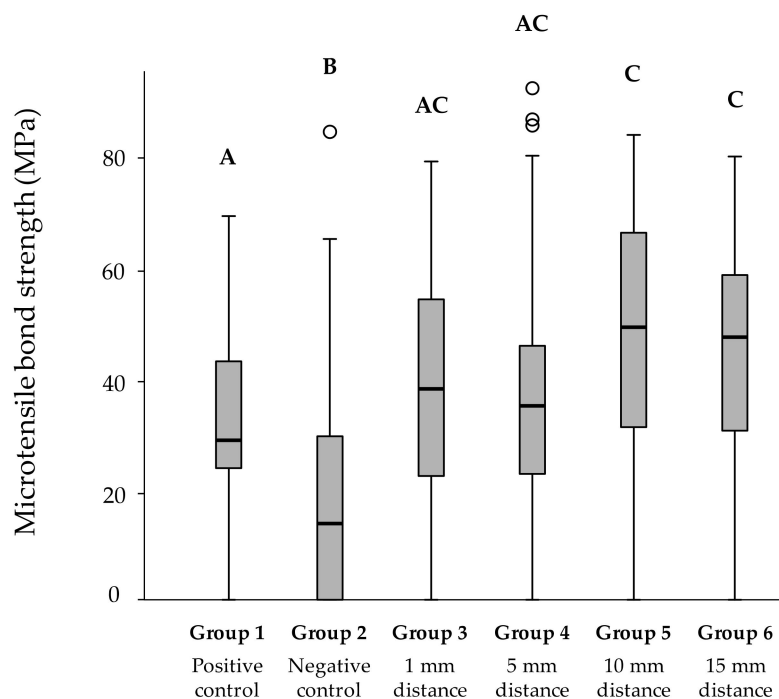 AC
B
C
AC
C
A
Microtensile bond strength (MPa)
80
60
40
20
0
Group 1 Group 2 Group 3 Group 4 Group 5 Group 6
Positive Negative 1 mm 5 mm 10 mm 15 mm
control control distance distance distance distance